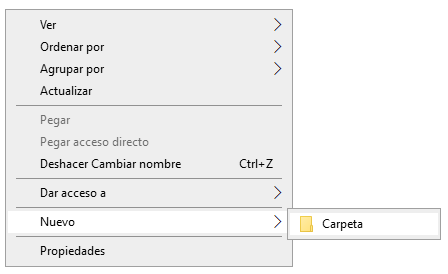 Ver
Ordenar por
Agrupar por
Actualizar
Pegar
Pegar acceso directo
Deshacer Cambiar nombre Ctrl+Z
Dar acceso a
Nuevo
Carpeta
Propiedades